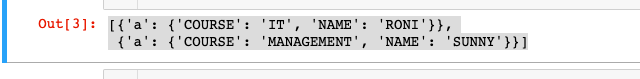 Out[3]: [{'a': {'COURSE': 'IT', 'NAME': 'RONI'}},
{'a': {'COURSE': 'MANAGEMENT', 'NAME': 'SUNNY'}}]